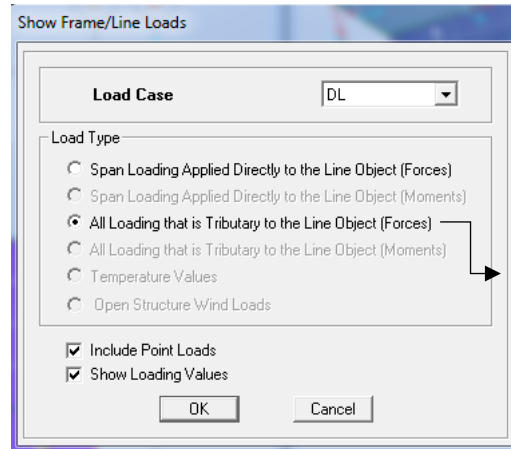 Show Frame/Line Loads
Load Case DL
Load Type
Span Loading Applied Directly to the Line Object (Forces)
Span Loading Applied Directly to the Line Object (Moments)
All Loading that is Tributary to the Line Object (Forces)
All Loading that is Tributary to the Line Object (Moments)
Temperature Values
Open Structure Wind Loads
Include Point Loads
Show Loading Values
OK Cancel